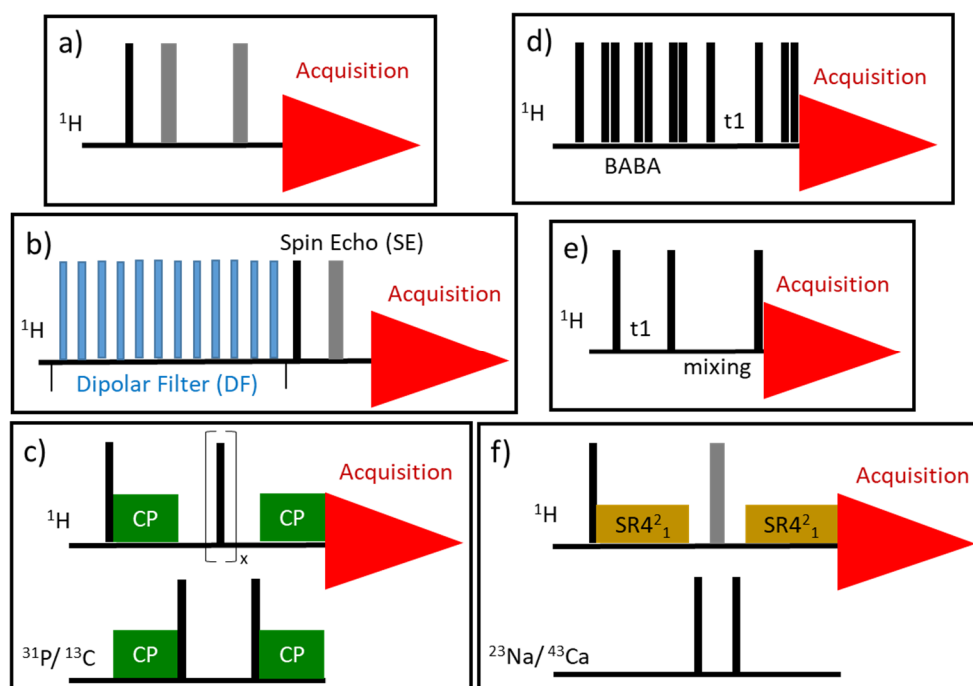 a)
Acquisition
¹H
b)
Spin Echo (SE)
Acquisition
¹H
Dipolar Filter (DF)
c)
Acquisition
¹H
CP
CP
x
³¹P/ ¹³C
CP
CP
d)
Acquisition
¹H
t1
BABA
e)
Acquisition
¹H
t1
mixing
f)
Acquisition
¹H
SR4²₁
SR4²₁
²³Na/ ⁴³Ca